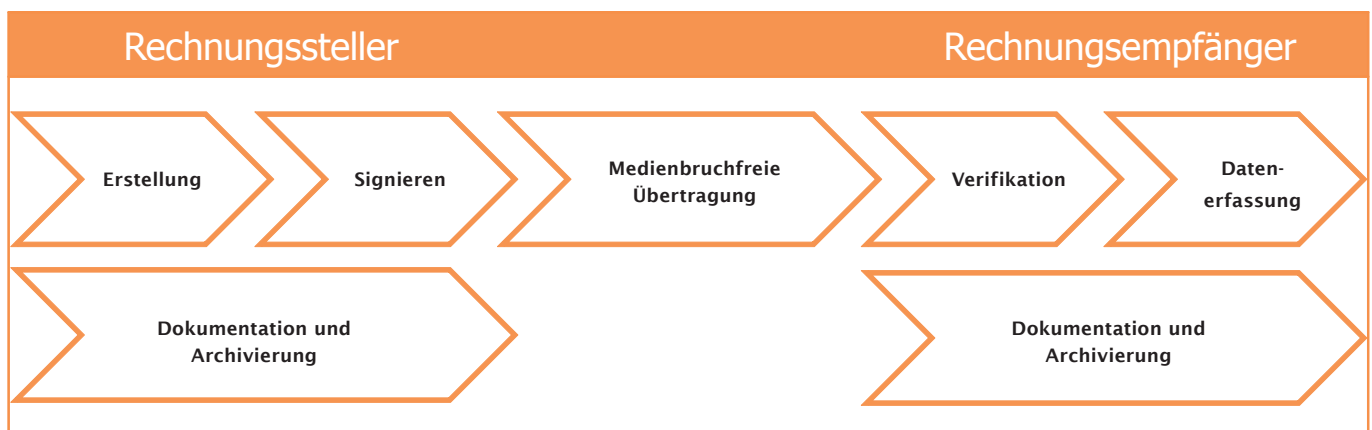 Rechnungssteller
Rechnungsempfänger
Erstellung
Signieren
Medienbruchfreie
Übertragung
Verifikation
Daten-
erfassung
Dokumentation und
Archivierung
Dokumentation und
Archivierung